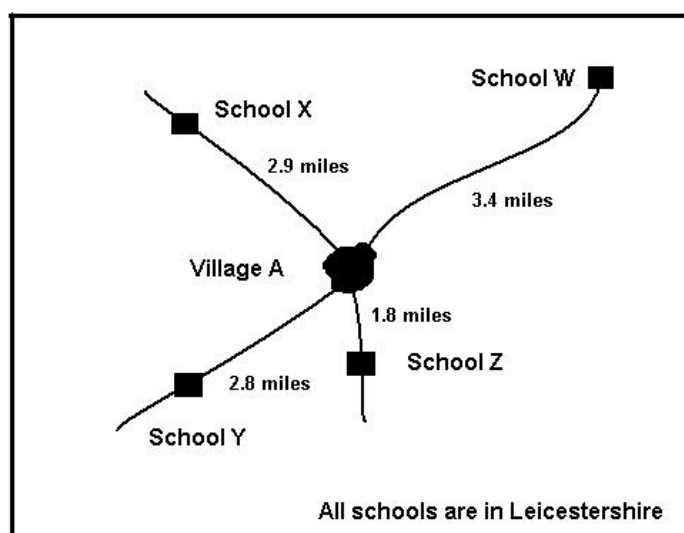 School W
School X
2.9 miles
3.4 miles
Village A
1.8 miles
School Z
2.8 miles
School Y
All schools are in Leicestershire